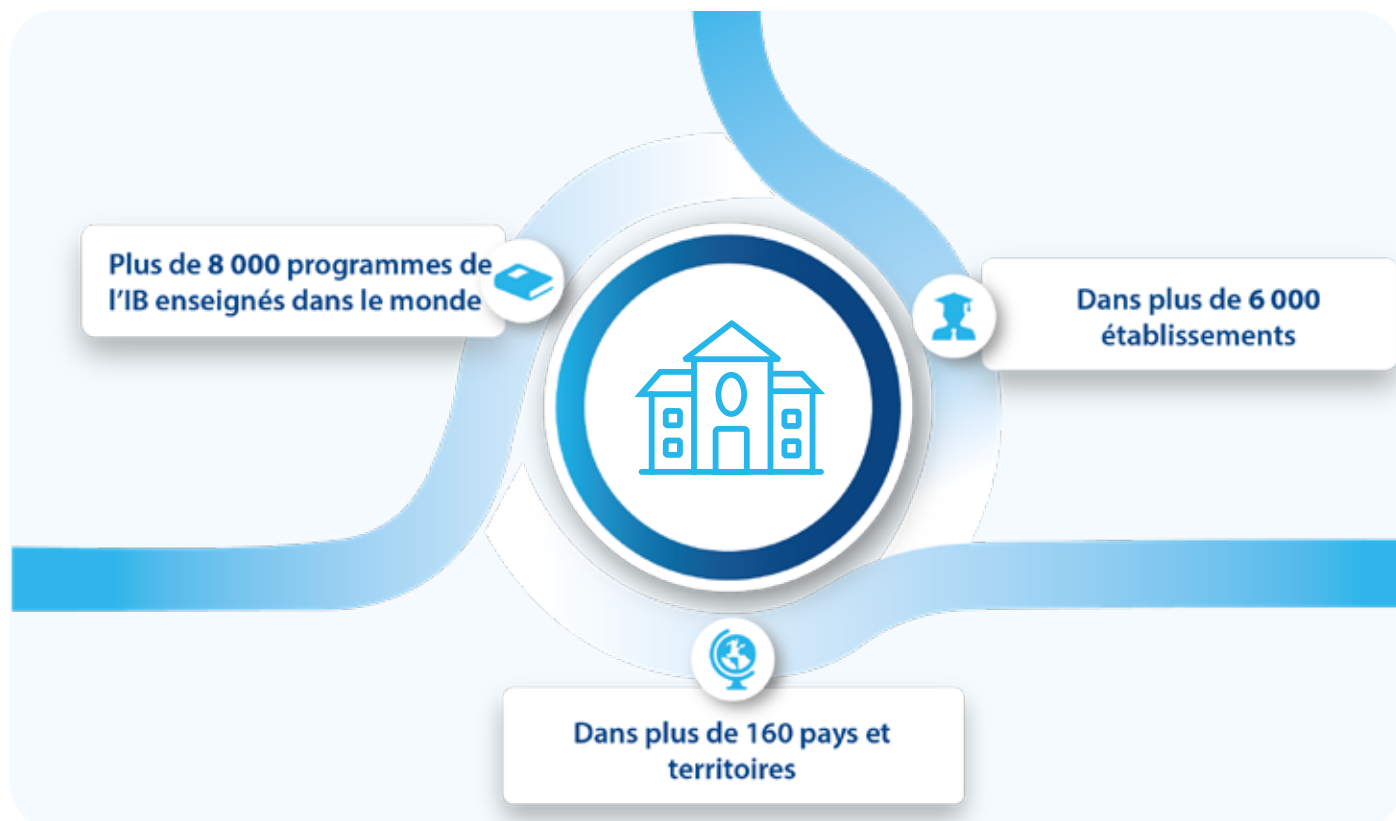 Plus de 8 000 programmes de
l’IB enseignés dans le monde
Dans plus de 6 000
établissements
Dans plus de 160 pays et
territoires